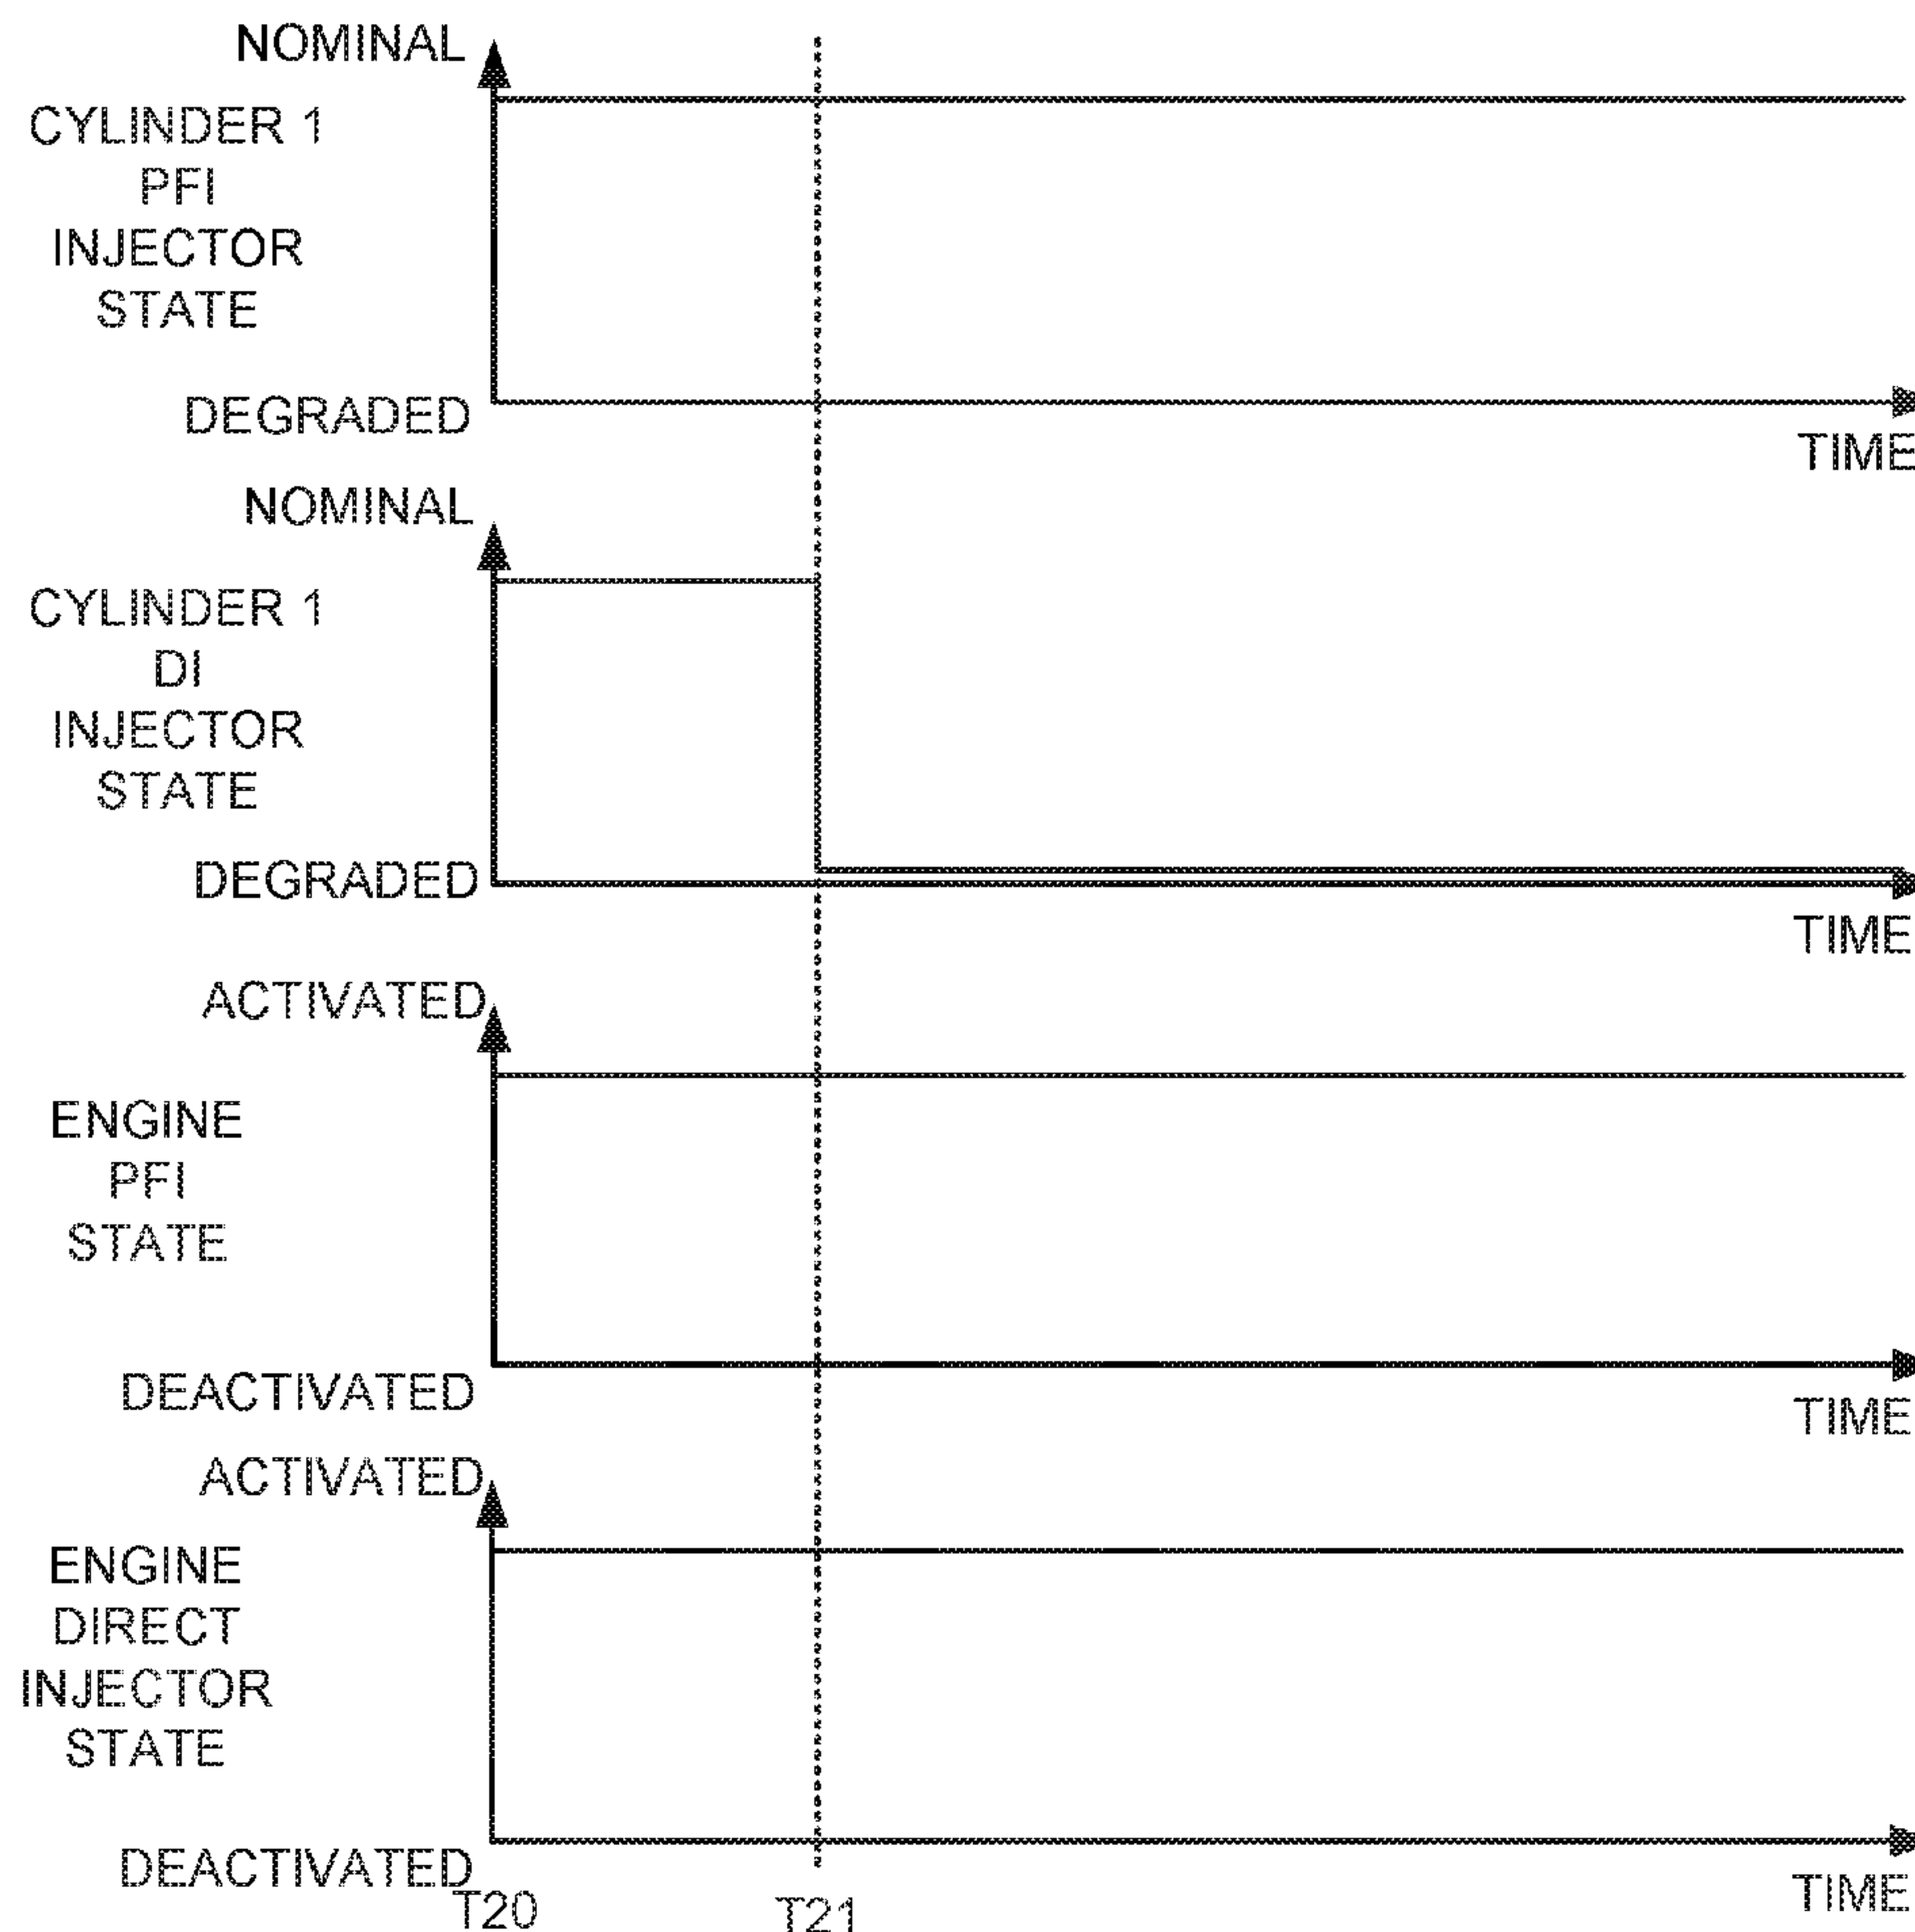 NOMINAL
CYLINDER 1
PFI
INJECTOR
STATE
DEGRADED
TIME
NOMINAL
CYLINDER 1
DI
INJECTOR
STATE
DEGRADED
TIME
ACTIVATED
ENGINE
PFI
STATE
DEACTIVATED
TIME
ACTIVATED
ENGINE
DIRECT
INJECTOR
STATE
DEACTIVATED
TIME
T20
T21